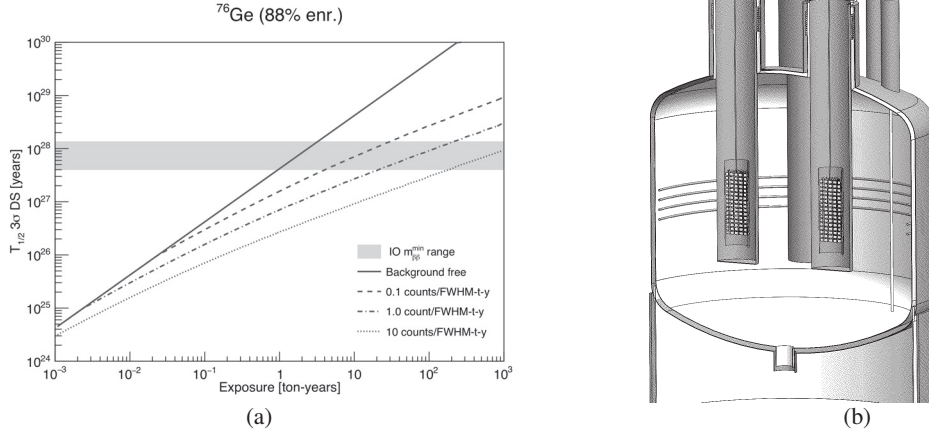 ⁷⁶Ge (88% enr.)
T₁/₂ 3σ DS [years]
10³⁰
10²⁹
10²⁸
10²⁷
10²⁶
10²⁵
10²⁴
IO mᵐⁱⁿ_ββ range
Background free
0.1 counts/FWHM-t-y
1.0 count/FWHM-t-y
10 counts/FWHM-t-y
10⁻³ 10⁻² 10⁻¹ 1 10 10² 10³
Exposure [ton-years]
(a) (b)